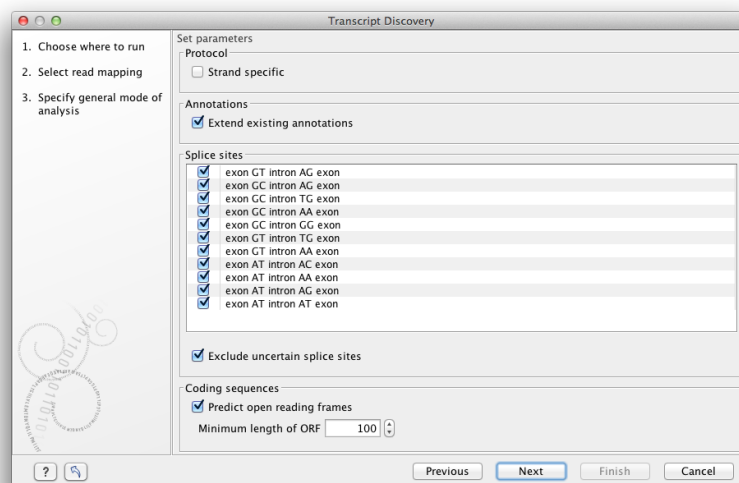 Transcript Discovery
1. Choose where to run
2. Select read mapping
3. Specify general mode of
analysis
Set parameters
Protocol
Strand specific
Annotations
Extend existing annotations
Splice sites
exon GT intron AG exon
exon GC intron AG exon
exon GC intron TG exon
exon GC intron AA exon
exon GC intron GG exon
exon GT intron TG exon
exon GT intron AA exon
exon AT intron AC exon
exon AT intron AA exon
exon AT intron AG exon
exon AT intron AT exon
Exclude uncertain splice sites
Coding sequences
Predict open reading frames
Minimum length of ORF 100
? Previous Next Finish Cancel